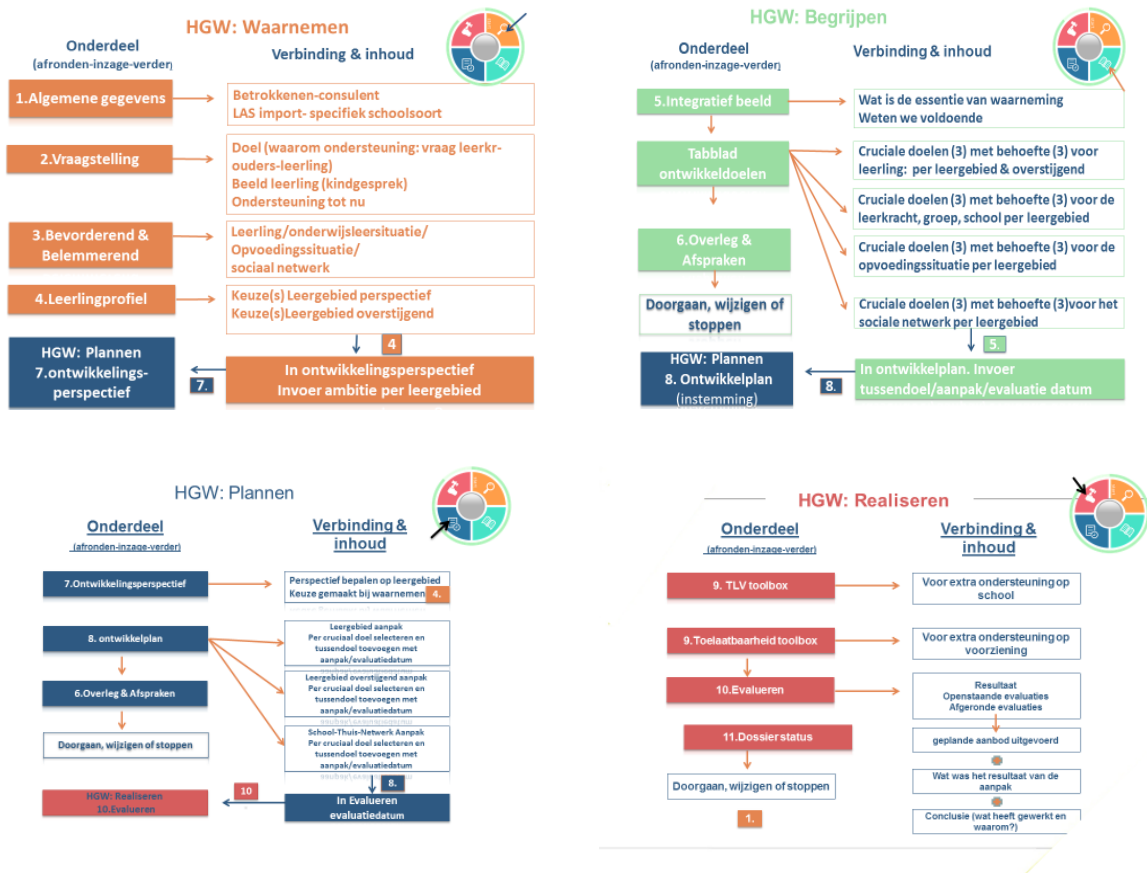 HGW: Waarnemen
Onderdeel
(afronden-inzage-verder)
Verbinding & inhoud
1.Algemene gegevens
Betrokkenen-consulent
LAS import- specifiek schoolsoort
2.Vraagstelling
Doel (waarom ondersteuning: vraag leerkr-
ouders-leerling)
Beeld leerling (kindgesprek)
Ondersteuning tot nu
3.Bevorderend &
Belemmerend
Leerling/onderwijsleersituatie/
Opvoedingssituatie/
sociaal netwerk
4.Leerlingprofiel
Keuze(s) Leergebied perspectief
Keuze(s)Leergebied overstijgend
4
HGW: Plannen
7.ontwikkelings-
perspectief
7.
In ontwikkelingsperspectief
Invoer ambitie per leergebied
HGW: Begrijpen
Onderdeel
(afronden-inzage-verder)
Verbinding & inhoud
5.Integratief beeld
Wat is de essentie van waarneming
Weten we voldoende
Tabblad
ontwikkeldoelen
Cruciale doelen (3) met behoefte (3) voor
leerling: per leergebied & overstijgend
Cruciale doelen (3) met behoefte (3) voor de
leerkracht, groep, school per leergebied
6.Overleg &
Afspraken
Cruciale doelen (3) met behoefte (3) voor de
opvoedingssituatie per leergebied
Doorgaan, wijzigen of
stoppen
Cruciale doelen (3) met behoefte (3)voor het
sociale netwerk per leergebied
5.
HGW: Plannen
8. Ontwikkelplan
(instemming)
8.
In ontwikkelplan. Invoer
tussendoel/aanpak/evaluatie datum
HGW: Plannen
Onderdeel
(afronden-inzage-verder)
Verbinding &
inhoud
7.Ontwikkelingsperspectief
Perspectief bepalen op leergebied
Keuze gemaakt bij waarnemen
4.
8. ontwikkelplan
Leergebied aanpak
Per cruciaal doel selecteren en
tussendoel toevoegen met
aanpak/evaluatiedatum
6.Overleg & Afspraken
Leergebied overstijgend aanpak
Per cruciaal doel selecteren en
tussendoel toevoegen met
aanpak/evaluatiedatum
Doorgaan, wijzigen of stoppen
School-Thuis-Netwerk Aanpak
Per cruciaal doel selecteren en
tussendoel toevoegen met
aanpak/evaluatiedatum
8.
HGW: Realiseren
10.Evalueren
10
In Evalueren
evaluatiedatum
HGW: Realiseren
Onderdeel
(afronden-inzage-verder)
Verbinding &
inhoud
9. TLV toolbox
Voor extra ondersteuning op
school
9.Toelaatbaarheid toolbox
Voor extra ondersteuning op
voorziening
10.Evalueren
Resultaat
Openstaande evaluaties
Afgeronde evaluaties
11.Dossier status
geplande aanbod uitgevoerd
Doorgaan, wijzigen of stoppen
Wat was het resultaat van de
aanpak
1.
Conclusie (wat heeft gewerkt en
waarom?)